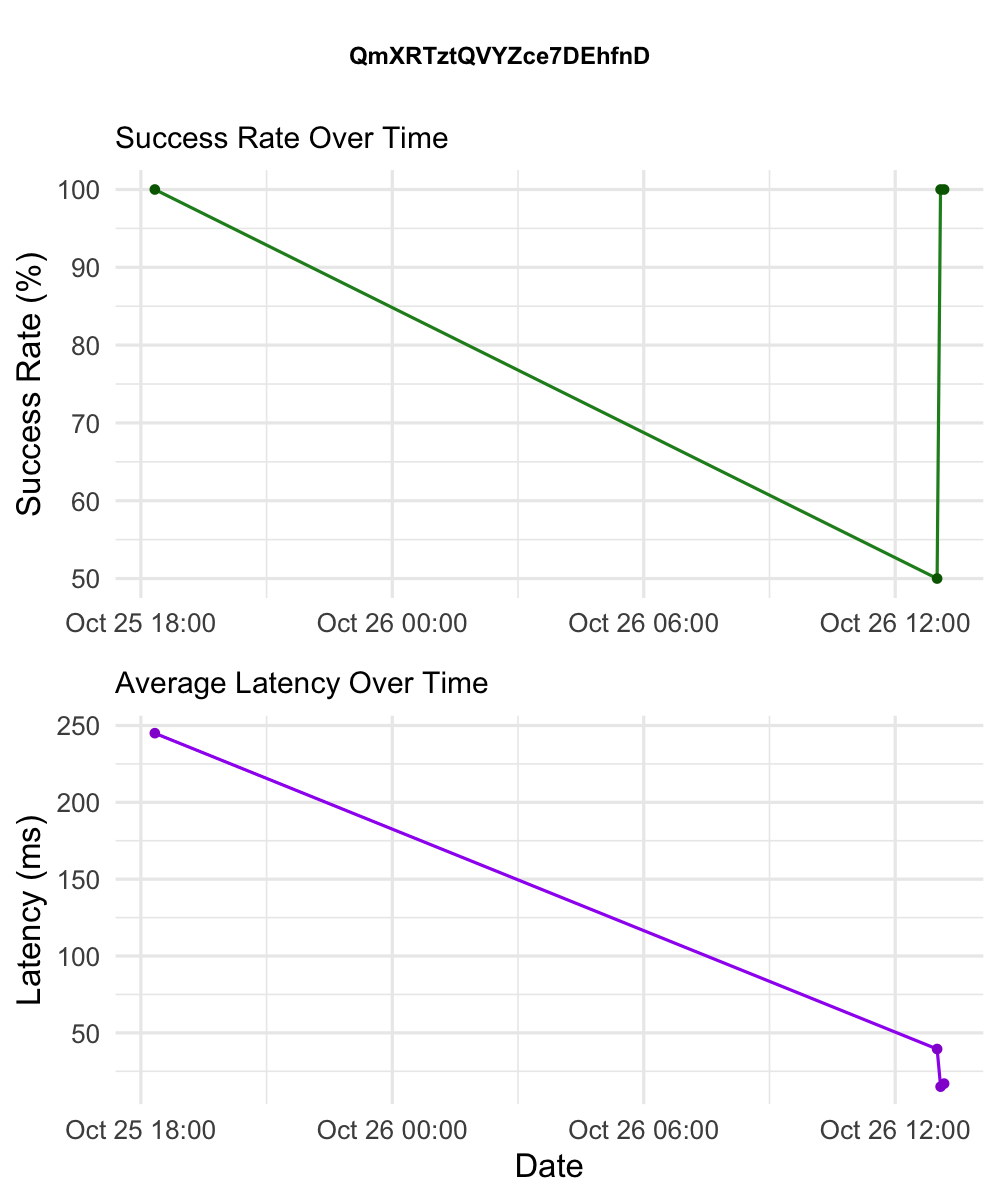 QmXRTztQVYZce7DEhfnD
Success Rate Over Time
Success Rate (%)
100
90
80
70
60
50
Oct 25 18:00 Oct 26 00:00 Oct 26 06:00 Oct 26 12:00
Average Latency Over Time
Latency (ms)
250
200
150
100
50
Oct 25 18:00 Oct 26 00:00 Oct 26 06:00 Oct 26 12:00
Date